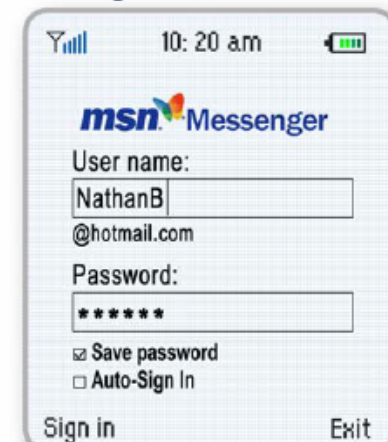 10: 20 am
msn Messenger
User name:
NathanB
@hotmail.com
Password:
******
Save password
Auto-Sign In
Sign in Exit